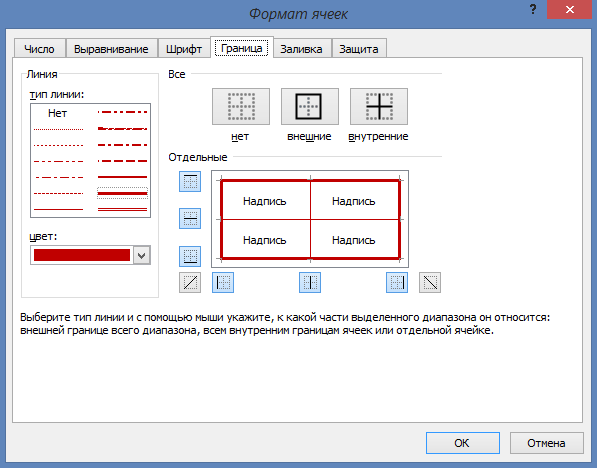 Формат ячеек
?
Число Выравнивание Шрифт Граница Заливка Защита
Линия
тип линии:
Нет
цвет:
Все
нет внешние внутренние
Отдельные
Надпись Надпись
Надпись Надпись
Выберите тип линии и с помощью мыши укажите, к какой части выделенного диапазона он относится:
внешней границе всего диапазона, всем внутренним границам ячеек или отдельной ячейке.
ОК Отмена